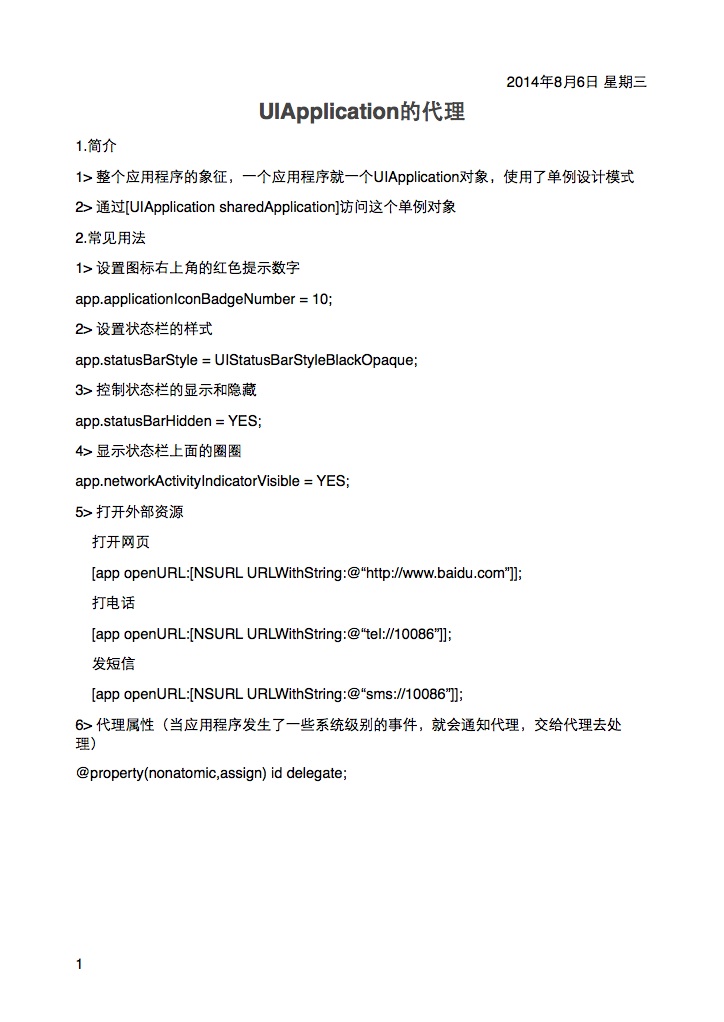 2014年8月6日 星期三
UIApplication的代理
1.简介
1> 整个应用程序的象征，一个应用程序就一个UIApplication对象，使用了单例设计模式
2> 通过[UIApplication sharedApplication]访问这个单例对象
2.常见用法
1> 设置图标右上角的红色提示数字
app.applicationIconBadgeNumber = 10;
2> 设置状态栏的样式
app.statusBarStyle = UIStatusBarStyleBlackOpaque;
3> 控制状态栏的显示和隐藏
app.statusBarHidden = YES;
4> 显示状态栏上面的圈圈
app.networkActivityIndicatorVisible = YES;
5> 打开外部资源
打开网页
[app openURL:[NSURL URLWithString:@“http://www.baidu.com”]];
打电话
[app openURL:[NSURL URLWithString:@“tel://10086”]];
发短信
[app openURL:[NSURL URLWithString:@“sms://10086”]];
6> 代理属性（当应用程序发生了一些系统级别的事件，就会通知代理，交给代理去处
理）
@property(nonatomic,assign) id delegate;
1